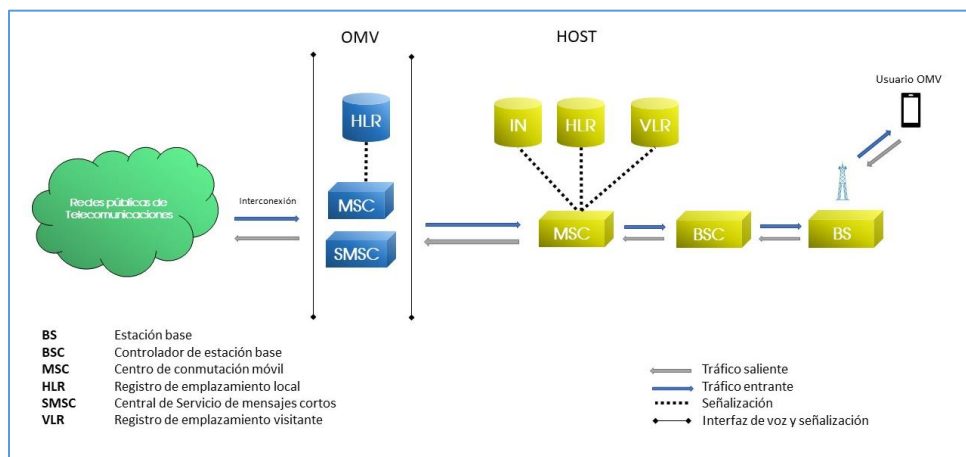 OMV
HOST
Usuario OMV
HLR
IN
HLR
VLR
Redes públicas de
Telecomunicaciones
Interconexión
MSC
SMSC
MSC
BSC
BS
BS Estación base
BSC Controlador de estación base
MSC Centro de conmutación móvil
HLR Registro de emplazamiento local
SMSC Central de Servicio de mensajes cortos
VLR Registro de emplazamiento visitante
Tráfico saliente
Tráfico entrante
Señalización
Interfaz de voz y señalización